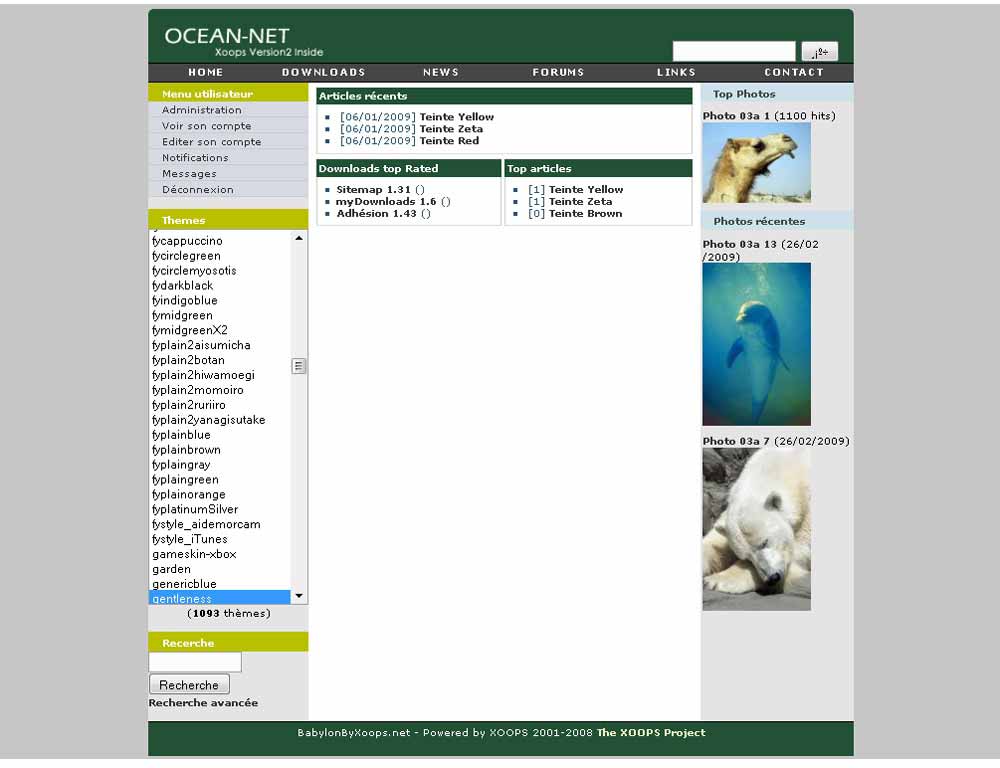 OCEAN-NET
Xoops Version2 Inside
HOME DOWNLOADS NEWS FORUMS LINKS CONTACT
Menu utilisateur
Administration
Voir son compte
Editer son compte
Notifications
Messages
Déconnexion
Themes
fycappuccino
fycirclegreen
fycirclemyosotis
fydarkblack
fyindigoblue
fymidgreen
fymidgreenX2
fyplain2aisumicha
fyplain2botan
fyplain2hiwamoegi
fyplain2momoiro
fyplain2ruriiro
fyplain2yanagisutake
fyplainblue
fyplainbrown
fyplaingray
fyplaingreen
fyplainorange
fyplatinumSilver
fystyle_aidemorcam
fystyle_iTunes
gameskin-xbox
garden
genericblue
gentleness
(1093 thèmes)
Recerche
Recherche
Recherche avancée
Articles récents
[06/01/2009] Teinte Yellow
[06/01/2009] Teinte Zeta
[06/01/2009] Teinte Red
Downloads top Rated
Sitemap 1.31 ()
myDownloads 1.6 ()
Adhésion 1.43 ()
Top articles
[1] Teinte Yellow
[1] Teinte Zeta
[0] Teinte Brown
Top Photos
Photo 03a 1 (1100 hits)
Photos récentes
Photo 03a 13 (26/02
/2009)
Photo 03a 7 (26/02/2009)
BabylonByXoops.net - Powered by XOOPS 2001-2008 The XOOPS Project